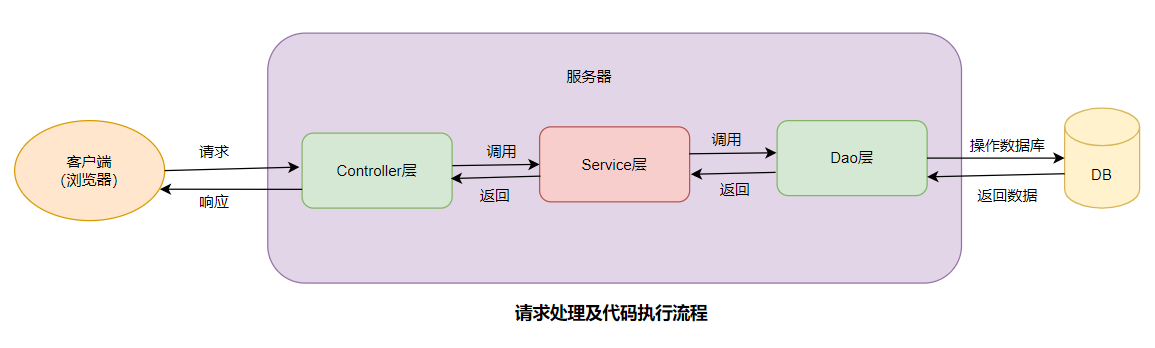 服务器
客户端
(浏览器)
请求
响应
Controller层
调用
返回
Service层
调用
返回
Dao层
操作数据库
返回数据
DB
请求处理及代码执行流程